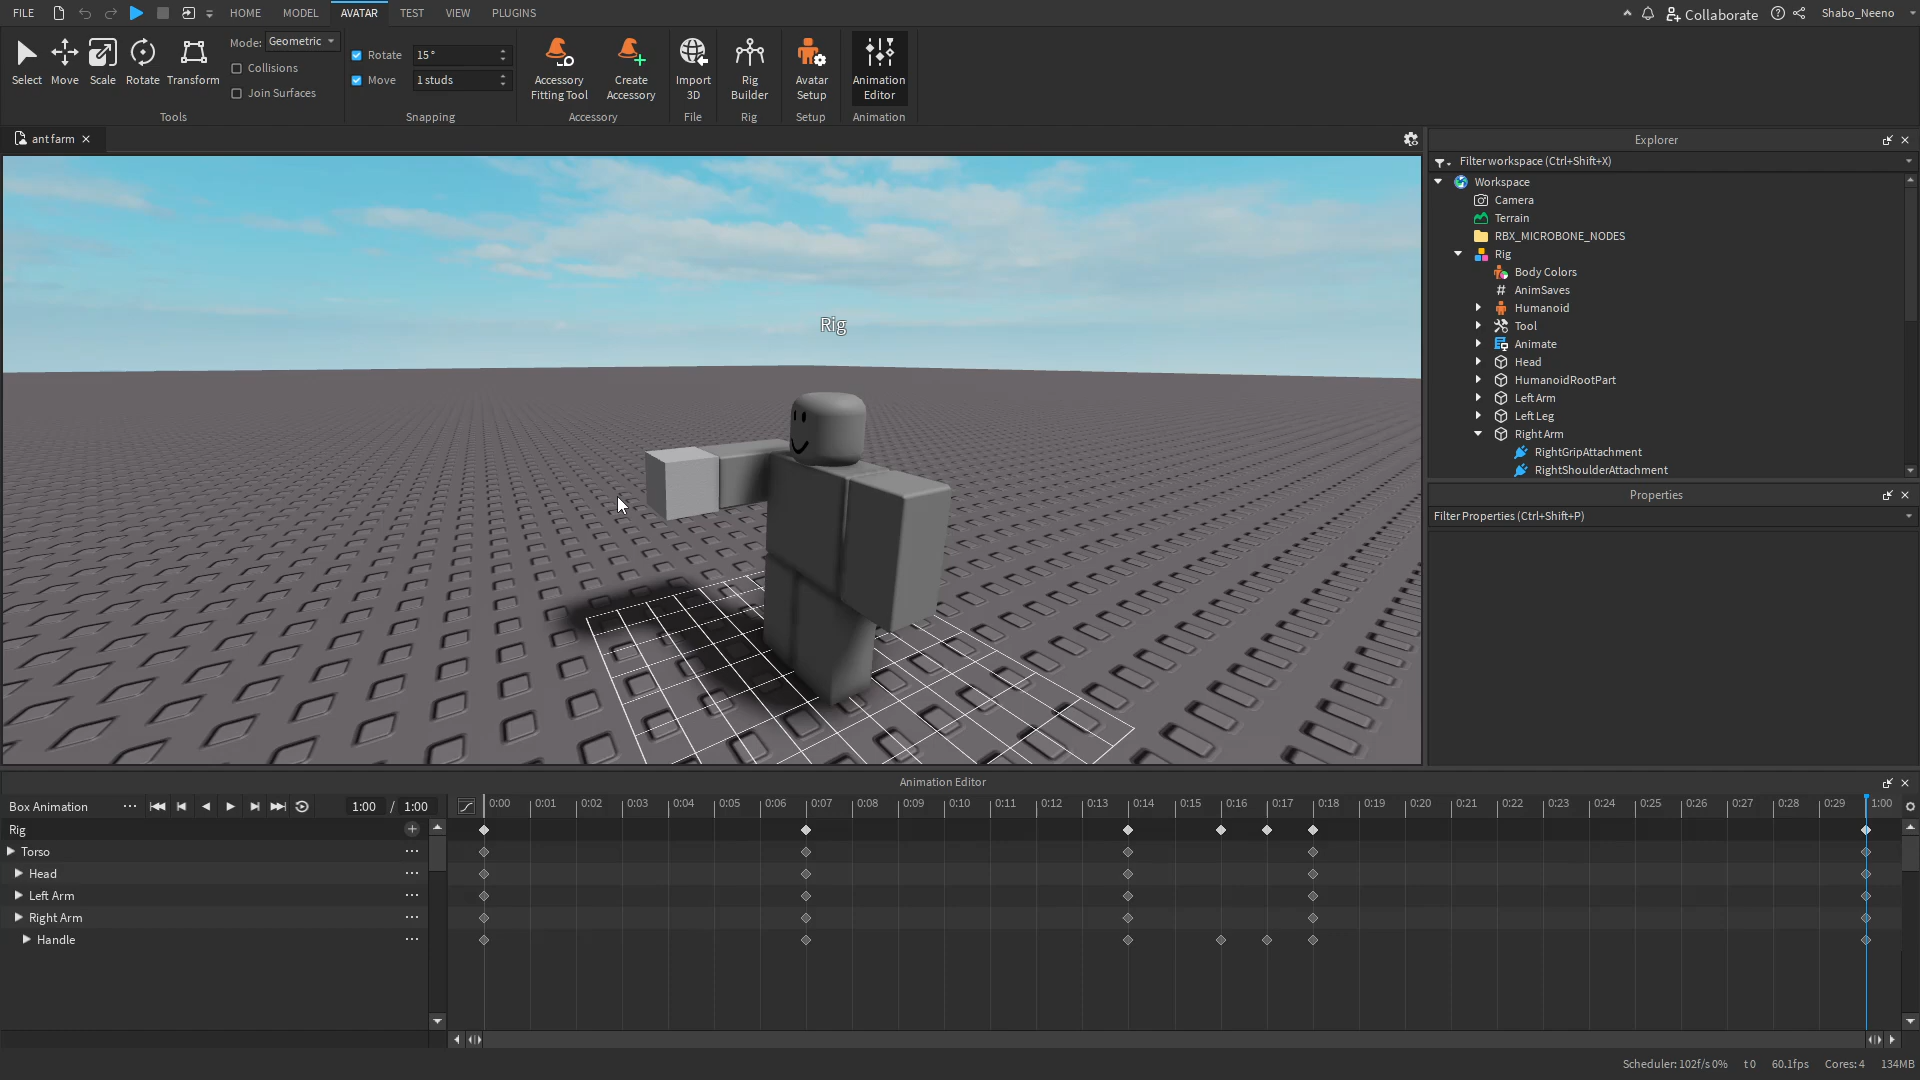 FILE HOME MODEL AVATAR TEST VIEW PLUGINS Collaborate Shabo_Neeno
Select Move Scale Rotate Transform
Mode: Geometric
Collisions
Join Surfaces
Tools
Rotate 15°
Move 1 studs
Snapping
Accessory Fitting Tool
Create Accessory
Accessory
Import 3D
File
Rig Builder
Rig
Avatar Setup
Setup
Animation Editor
Animation
ant farm
Rig
Explorer
Filter workspace (Ctrl+Shift+X)
Workspace
Camera
Terrain
RBX_MICROBONE_NODES
Rig
Body Colors
AnimSaves
Humanoid
Tool
Animate
Head
HumanoidRootPart
Left Arm
Left Leg
Right Arm
RightGripAttachment
RightShoulderAttachment
Properties
Filter Properties (Ctrl+Shift+P)
Animation Editor
Box Animation 1:00 / 1:00
0:00 0:01 0:02 0:03 0:04 0:05 0:06 0:07 0:08 0:09 0:10 0:11 0:12 0:13 0:14 0:15 0:16 0:17 0:18 0:19 0:20 0:21 0:22 0:23 0:24 0:25 0:26 0:27 0:28 0:29 1:00
Rig
Torso
Head
Left Arm
Right Arm
Handle
Scheduler: 102f/s 0% t 0 60.1fps Cores: 4 134MB